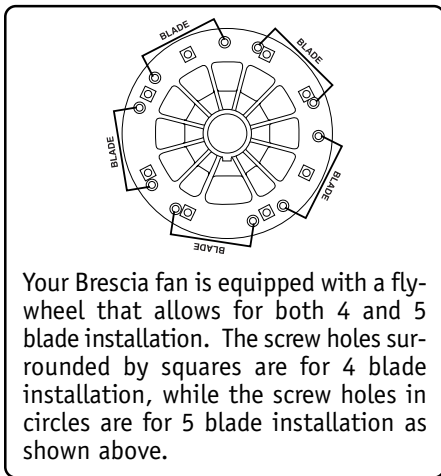 BLADE
BLADE
BLADE
BLADE
BLADE
Your Brescia fan is equipped with a fly-
wheel that allows for both 4 and 5
blade installation. The screw holes sur-
rounded by squares are for 4 blade
installation, while the screw holes in
circles are for 5 blade installation as
shown above.